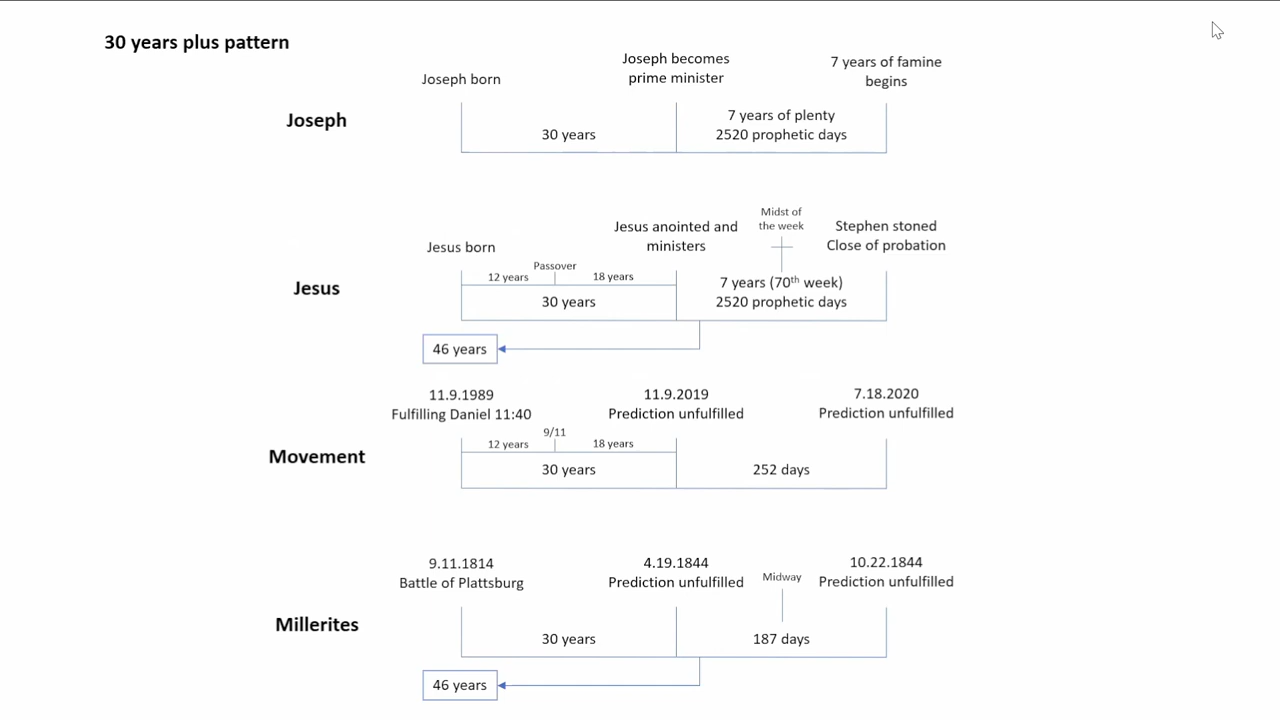 30 years plus pattern
Joseph born
Joseph becomes
prime minister
7 years of famine
begins
Joseph
30 years
7 years of plenty
2520 prophetic days
Jesus born
Passover
12 years
18 years
Jesus anointed and
ministers
Midst of
the week
Stephen stoned
Close of probation
Jesus
30 years
7 years (70th week)
2520 prophetic days
46 years
11.9.1989
Fulfilling Daniel 11:40
9/11
12 years
18 years
11.9.2019
Prediction unfulfilled
7.18.2020
Prediction unfulfilled
Movement
30 years
252 days
9.11.1814
Battle of Plattsburg
4.19.1844
Prediction unfulfilled
Midway
10.22.1844
Prediction unfulfilled
Millerites
30 years
187 days
46 years